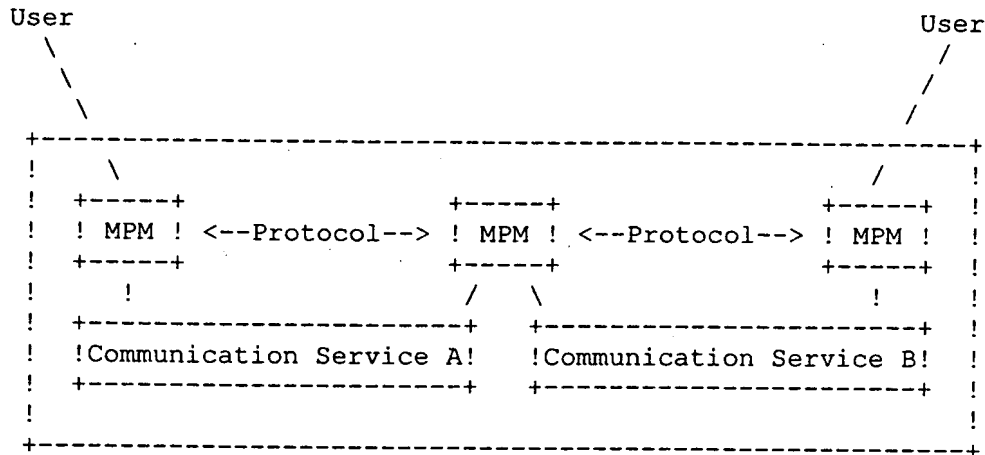 User User
MPM <--Protocol--> MPM <--Protocol--> MPM
Communication Service A Communication Service B